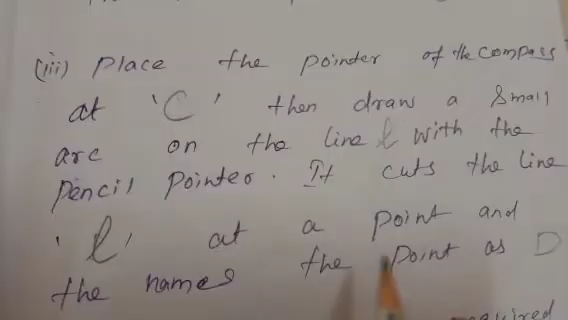 (iii) Place the pointer of the compass
at 'C' then draw a small
arc on the line l with the
pencil pointer. It cuts the line
'l' at a point and
the names the point as D